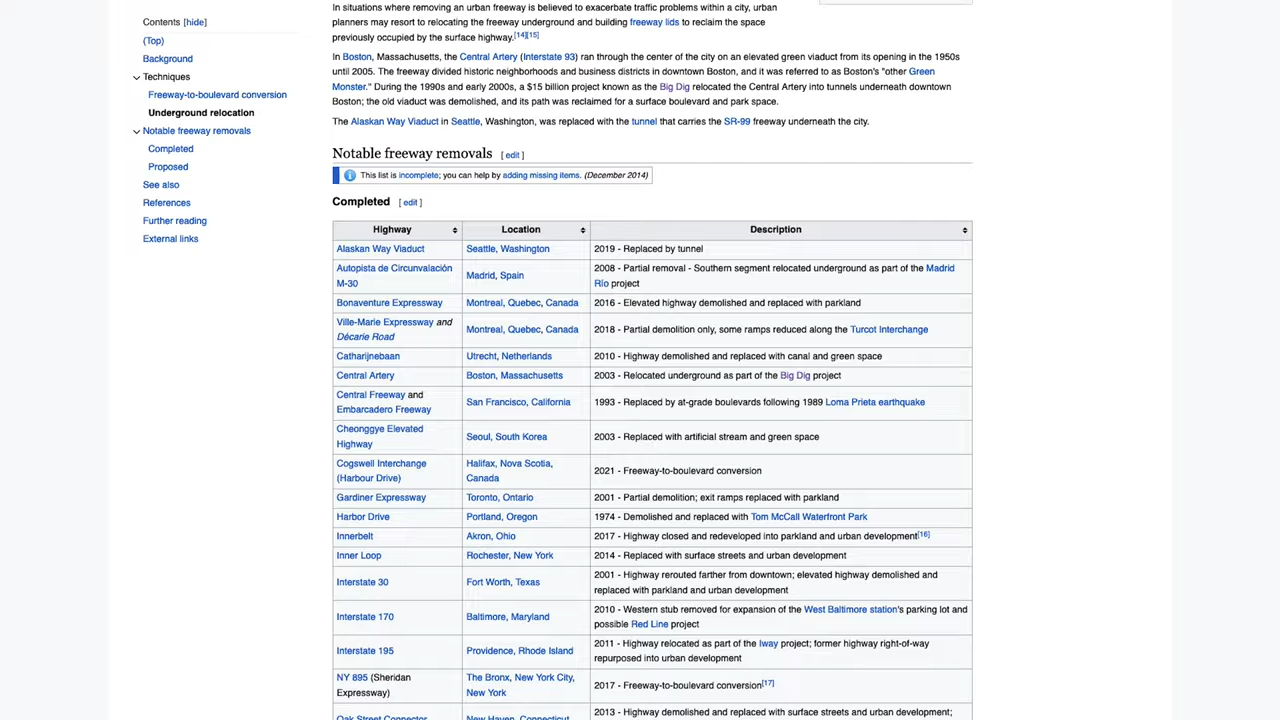 Contents [hide]
(Top)
Background
Techniques
Freeway-to-boulevard conversion
Underground relocation
Notable freeway removals
Completed
Proposed
See also
References
Further reading
External links
In situations where removing an urban freeway is believed to exacerbate traffic problems within a city, urban
planners may resort to relocating the freeway underground and building freeway lids to reclaim the space
previously occupied by the surface highway.[14][15]
In Boston, Massachusetts, the Central Artery (Interstate 93) ran through the center of the city on an elevated green viaduct from its opening in the 1950s
until 2005. The freeway divided historic neighborhoods and business districts in downtown Boston, and it was referred to as Boston's "other Green
Monster." During the 1990s and early 2000s, a $15 billion project known as the Big Dig relocated the Central Artery into tunnels underneath downtown
Boston; the old viaduct was demolished, and its path was reclaimed for a surface boulevard and park space.
The Alaskan Way Viaduct in Seattle, Washington, was replaced with the tunnel that carries the SR-99 freeway underneath the city.
Notable freeway removals [ edit ]
This list is incomplete; you can help by adding missing items. (December 2014)
Completed [ edit ]
Highway Location Description
Alaskan Way Viaduct Seattle, Washington 2019 - Replaced by tunnel
Autopista de Circunvalación
M-30
Madrid, Spain
2008 - Partial removal - Southern segment relocated underground as part of the Madrid
Río project
Bonaventure Expressway Montreal, Quebec, Canada 2016 - Elevated highway demolished and replaced with parkland
Ville-Marie Expressway and
Décarie Road
Montreal, Quebec, Canada 2018 - Partial demolition only, some ramps reduced along the Turcot Interchange
Catharijnebaan Utrecht, Netherlands 2010 - Highway demolished and replaced with canal and green space
Central Artery Boston, Massachusetts 2003 - Relocated underground as part of the Big Dig project
Central Freeway and
Embarcadero Freeway
San Francisco, California 1993 - Replaced by at-grade boulevards following 1989 Loma Prieta earthquake
Cheonggye Elevated
Highway
Seoul, South Korea 2003 - Replaced with artificial stream and green space
Cogswell Interchange
(Harbour Drive)
Halifax, Nova Scotia,
Canada
2021 - Freeway-to-boulevard conversion
Gardiner Expressway Toronto, Ontario 2001 - Partial demolition; exit ramps replaced with parkland
Harbor Drive Portland, Oregon 1974 - Demolished and replaced with Tom McCall Waterfront Park
Innerbelt Akron, Ohio 2017 - Highway closed and redeveloped into parkland and urban development[16]
Inner Loop Rochester, New York 2014 - Replaced with surface streets and urban development
Interstate 30 Fort Worth, Texas
2001 - Highway rerouted farther from downtown; elevated highway demolished and
replaced with parkland and urban development
Interstate 170 Baltimore, Maryland
2010 - Western stub removed for expansion of the West Baltimore station's parking lot and
possible Red Line project
Interstate 195 Providence, Rhode Island
2011 - Highway relocated as part of the Iway project; former highway right-of-way
repurposed into urban development
NY 895 (Sheridan
Expressway)
The Bronx, New York City,
New York
2017 - Freeway-to-boulevard conversion[17]
Oak Street Connector New Haven, Connecticut
2013 - Highway demolished and replaced with surface streets and urban development;